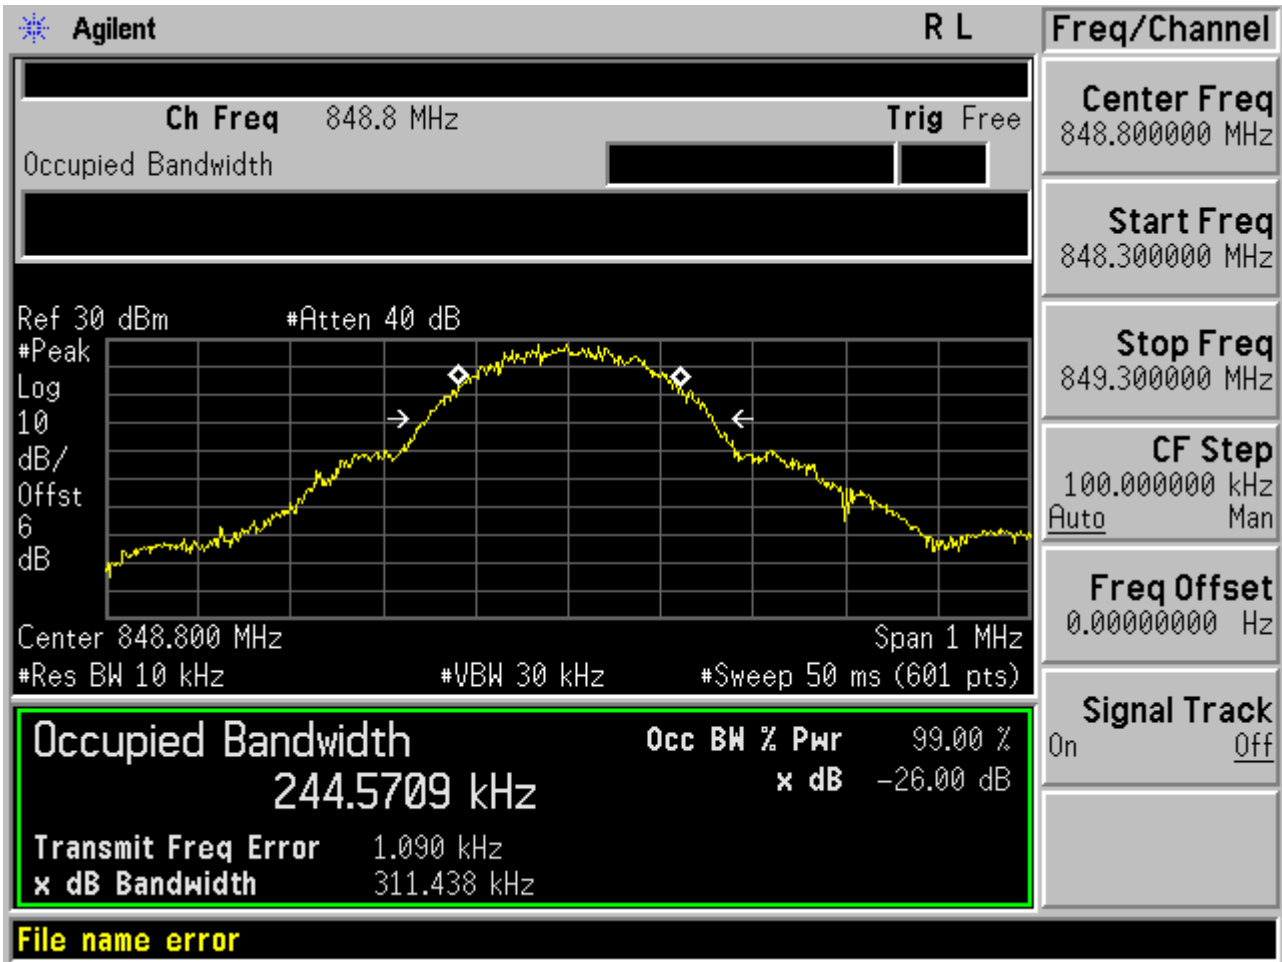 Agilent R L Freq/Channel
Ch Freq 848.8 MHz Trig Free
Occupied Bandwidth
Center Freq
848.800000 MHz
Start Freq
848.300000 MHz
Stop Freq
849.300000 MHz
CF Step
100.000000 kHz
Auto Man
Freq Offset
0.00000000 Hz
Signal Track
On Off
Ref 30 dBm #Atten 40 dB
#Peak
Log
10
dB/
Offst
6
dB
Center 848.800 MHz Span 1 MHz
#Res BW 10 kHz #VBW 30 kHz #Sweep 50 ms (601 pts)
Occupied Bandwidth Occ BW % Pwr 99.00 %
244.5709 kHz x dB -26.00 dB
Transmit Freq Error 1.090 kHz
x dB Bandwidth 311.438 kHz
File name error